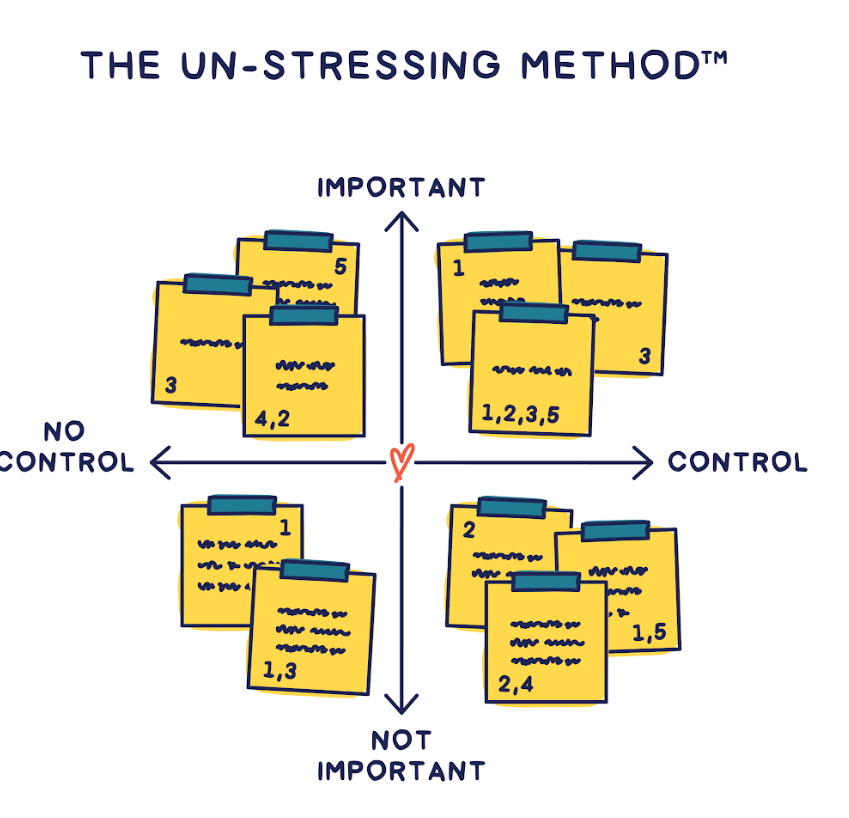 THE UN-STRESSING METHOD™
IMPORTANT
5
3
4,2
1
3
1,2,3,5
NO
CONTROL
CONTROL
1
1,3
2
1,5
2,4
NOT
IMPORTANT